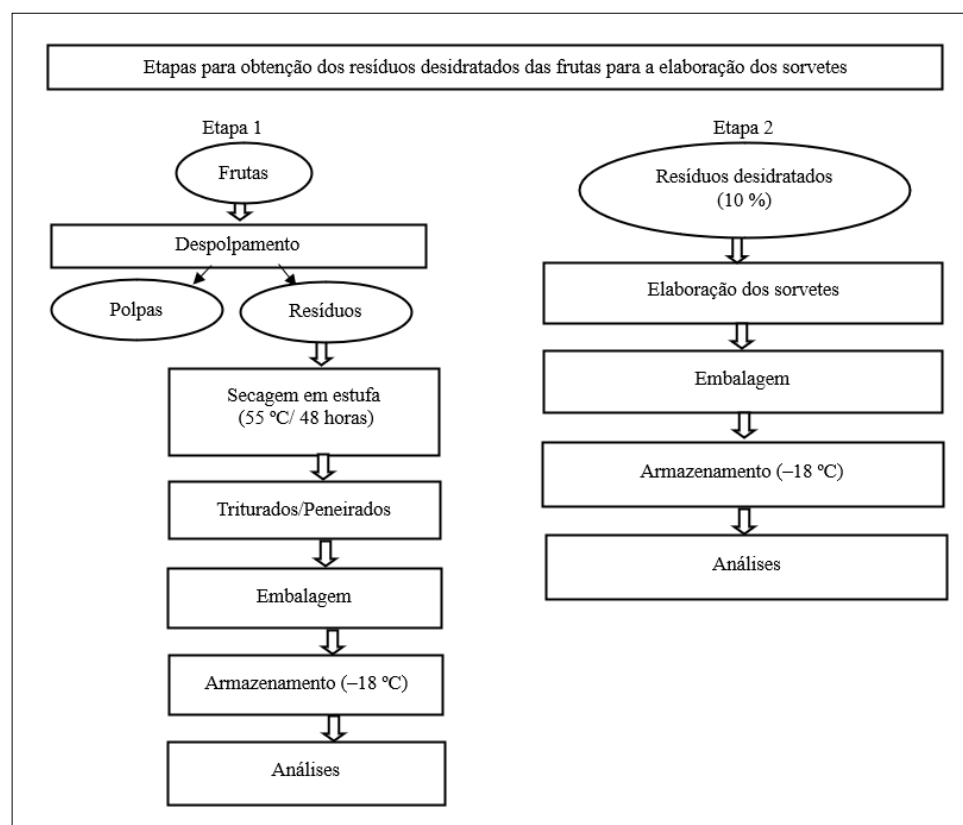 Etapas para obtenção dos resíduos desidratados das frutas para a elaboração dos sorvetes
Etapa 1
Frutas
Despolpamento
Polpas
Resíduos
Secagem em estufa
(55 ºC/ 48 horas)
Triturados/Peneirados
Embalagem
Armazenamento (–18 ºC)
Análises
Etapa 2
Resíduos desidratados
(10 %)
Elaboração dos sorvetes
Embalagem
Armazenamento (–18 ºC)
Análises